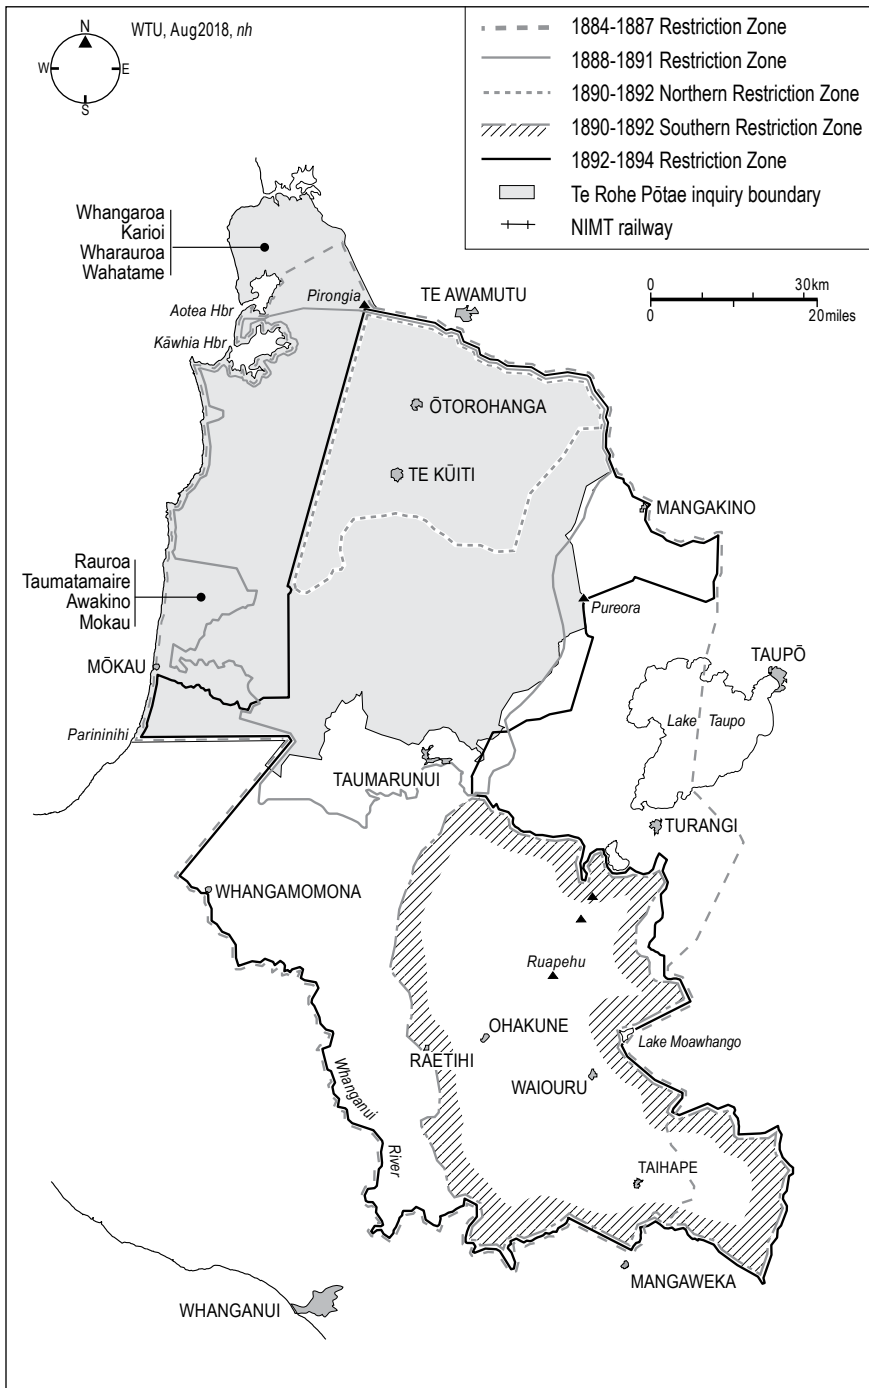 WTU, Aug2018, nh
N
W
E
S
1884-1887 Restriction Zone
1888-1891 Restriction Zone
1890-1892 Northern Restriction Zone
1890-1892 Southern Restriction Zone
1892-1894 Restriction Zone
Te Rohe Pōtae inquiry boundary
NIMT railway
0
30km
0
20miles
Whangaroa
Karioi
Wharauroa
Wahatame
Aotea Hbr
Pirongia
TE AWAMUTU
Kāwhia Hbr
ŌTOROHANGA
TE KŪITI
MANGAKINO
Rauroa
Taumatamaire
Awakino
Mokau
Pureora
MŌKAU
TAUPŌ
Lake Taupo
Parininihi
TAUMARUNUI
TURANGI
WHANGAMOMONA
Ruapehu
OHAKUNE
Lake Moawhango
RAETIHI
WAIOURU
Whanganui
River
TAIHAPE
MANGAWEKA
WHANGANUI